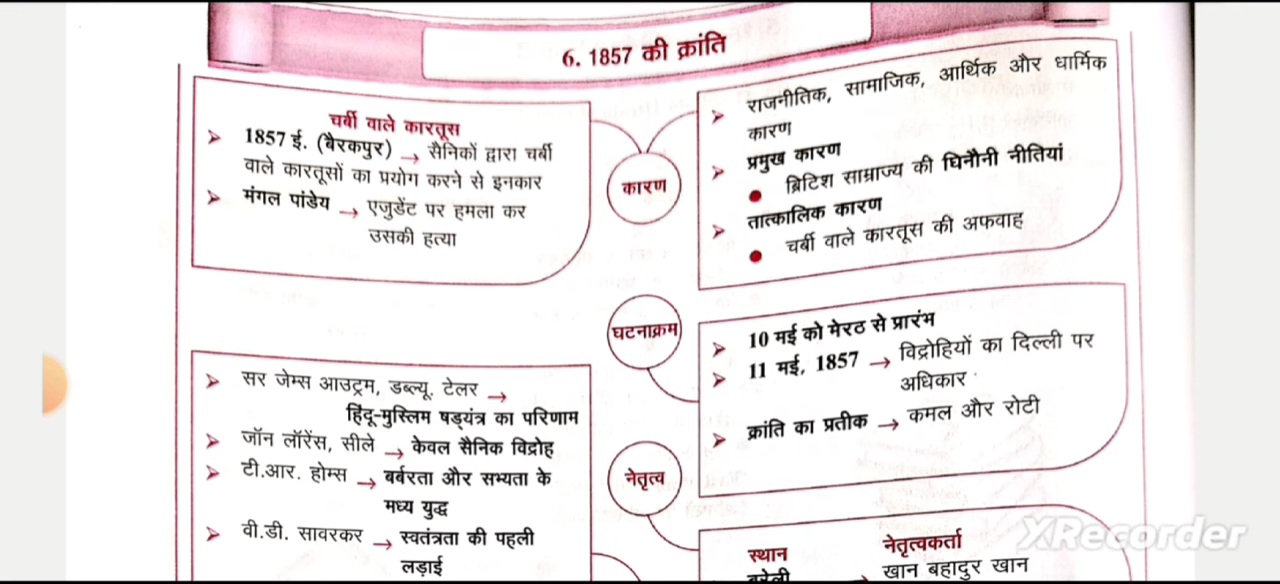 6. 1857 की क्रांति
चर्बी वाले कारतूस
➤ 1857 ई. (बैरकपुर) → सैनिकों द्वारा चर्बी
वाले कारतूसों का प्रयोग करने से इनकार
➤ मंगल पांडेय → एजुडेंट पर हमला कर
उसकी हत्या
कारण
➤ राजनीतिक, सामाजिक, आर्थिक और धार्मिक
कारण
➤ प्रमुख कारण
● ब्रिटिश साम्राज्य की घिनौनी नीतियां
➤ तात्कालिक कारण
● चर्बी वाले कारतूस की अफवाह
घटनाक्रम
➤ 10 मई को मेरठ से प्रारंभ
➤ 11 मई, 1857 → विद्रोहियों का दिल्ली पर
अधिकार
➤ क्रांति का प्रतीक → कमल और रोटी
➤ सर जेम्स आउट्रम, डब्ल्यू. टेलर →
हिंदू-मुस्लिम षड्यंत्र का परिणाम
➤ जॉन लॉरेंस, सीले → केवल सैनिक विद्रोह
➤ टी.आर. होम्स → बर्बरता और सभ्यता के
मध्य युद्ध
➤ वी.डी. सावरकर → स्वतंत्रता की पहली
लड़ाई
नेतृत्व
स्थान नेतृत्वकर्ता
बरेली → खान बहादुर खान
XRecorder